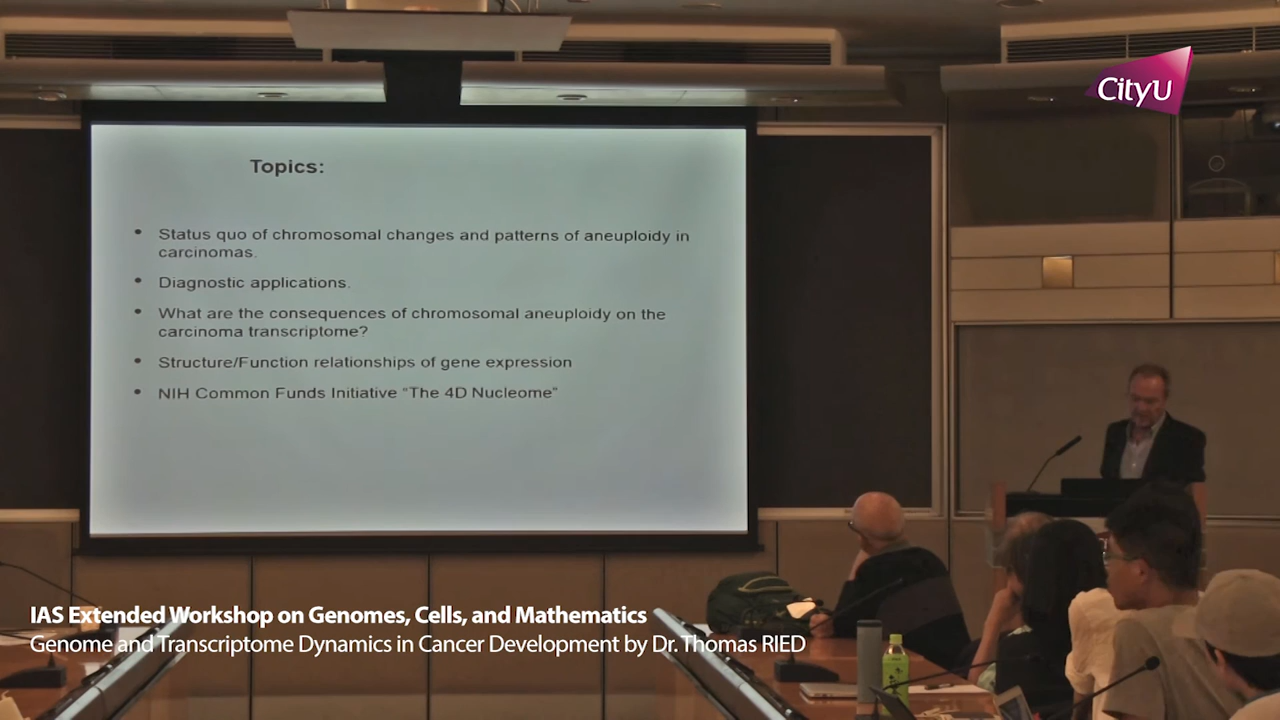 CityU
Topics:
• Status quo of chromosomal changes and patterns of aneuploidy in
carcinomas.
• Diagnostic applications.
• What are the consequences of chromosomal aneuploidy on the
carcinoma transcriptome?
• Structure/Function relationships of gene expression
• NIH Common Funds Initiative "The 4D Nucleome"
IAS Extended Workshop on Genomes, Cells, and Mathematics
Genome and Transcriptome Dynamics in Cancer Development by Dr. Thomas RIED